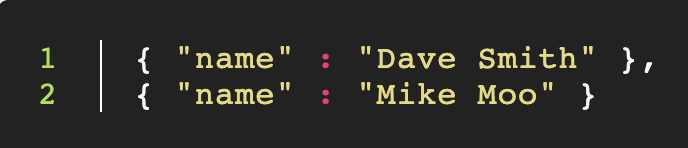 1 { "name" : "Dave Smith" },
2 { "name" : "Mike Moo" }